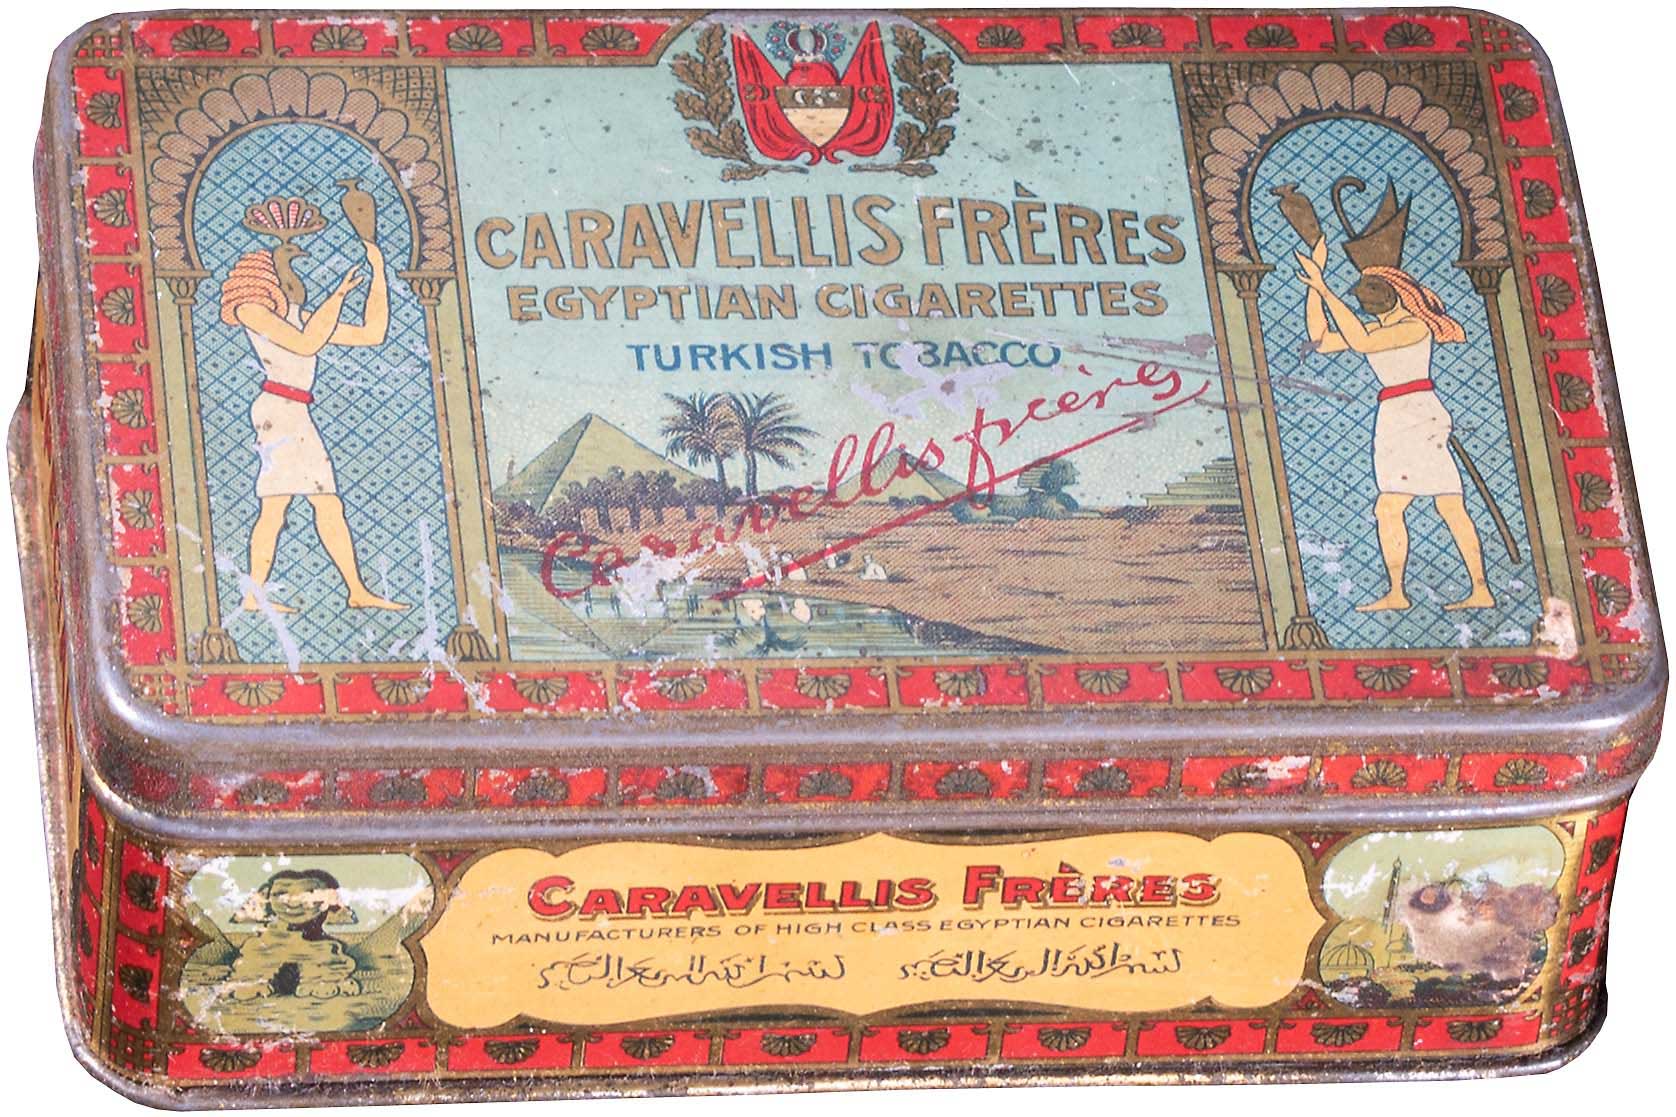 CARAVELLIS FRÈRES
EGYPTIAN CIGARETTES
TURKISH TOBACCO
Caravellis frères
CARAVELLIS FRÈRES
MANUFACTURERS OF HIGH CLASS EGYPTIAN CIGARETTES